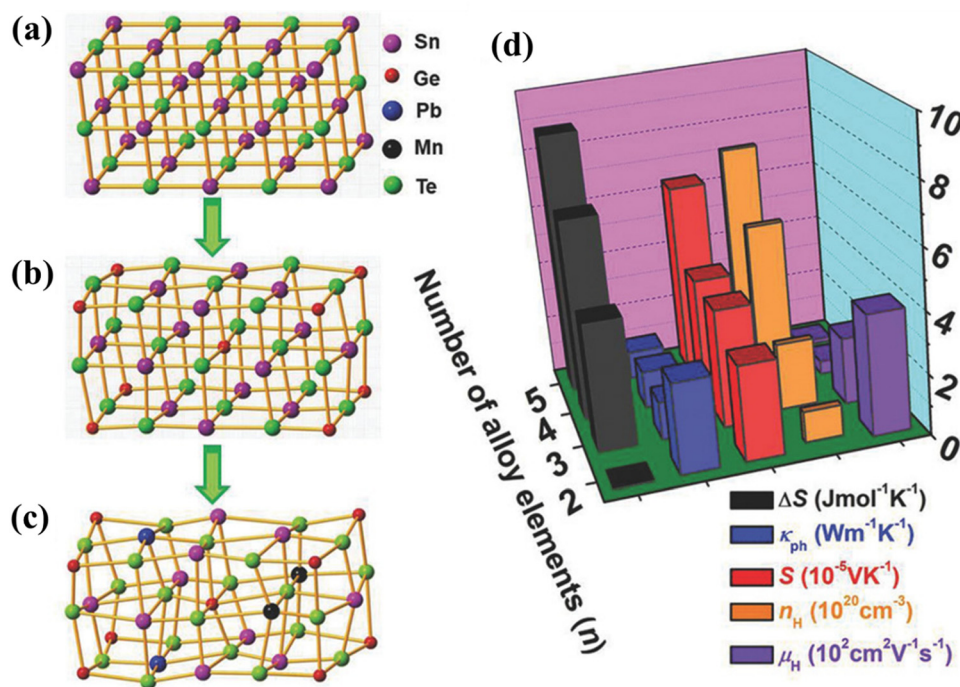 (a)
Sn
Ge
Pb
Mn
Te
(b)
(c)
(d)
10
8
6
4
2
0
5
4
3
2
Number of alloy elements (n)
ΔS (Jmol⁻¹K⁻¹)
κph (Wm⁻¹K⁻¹)
S (10⁻⁵VK⁻¹)
nH (10²⁰cm⁻³)
μH (10²cm²V⁻¹s⁻¹)